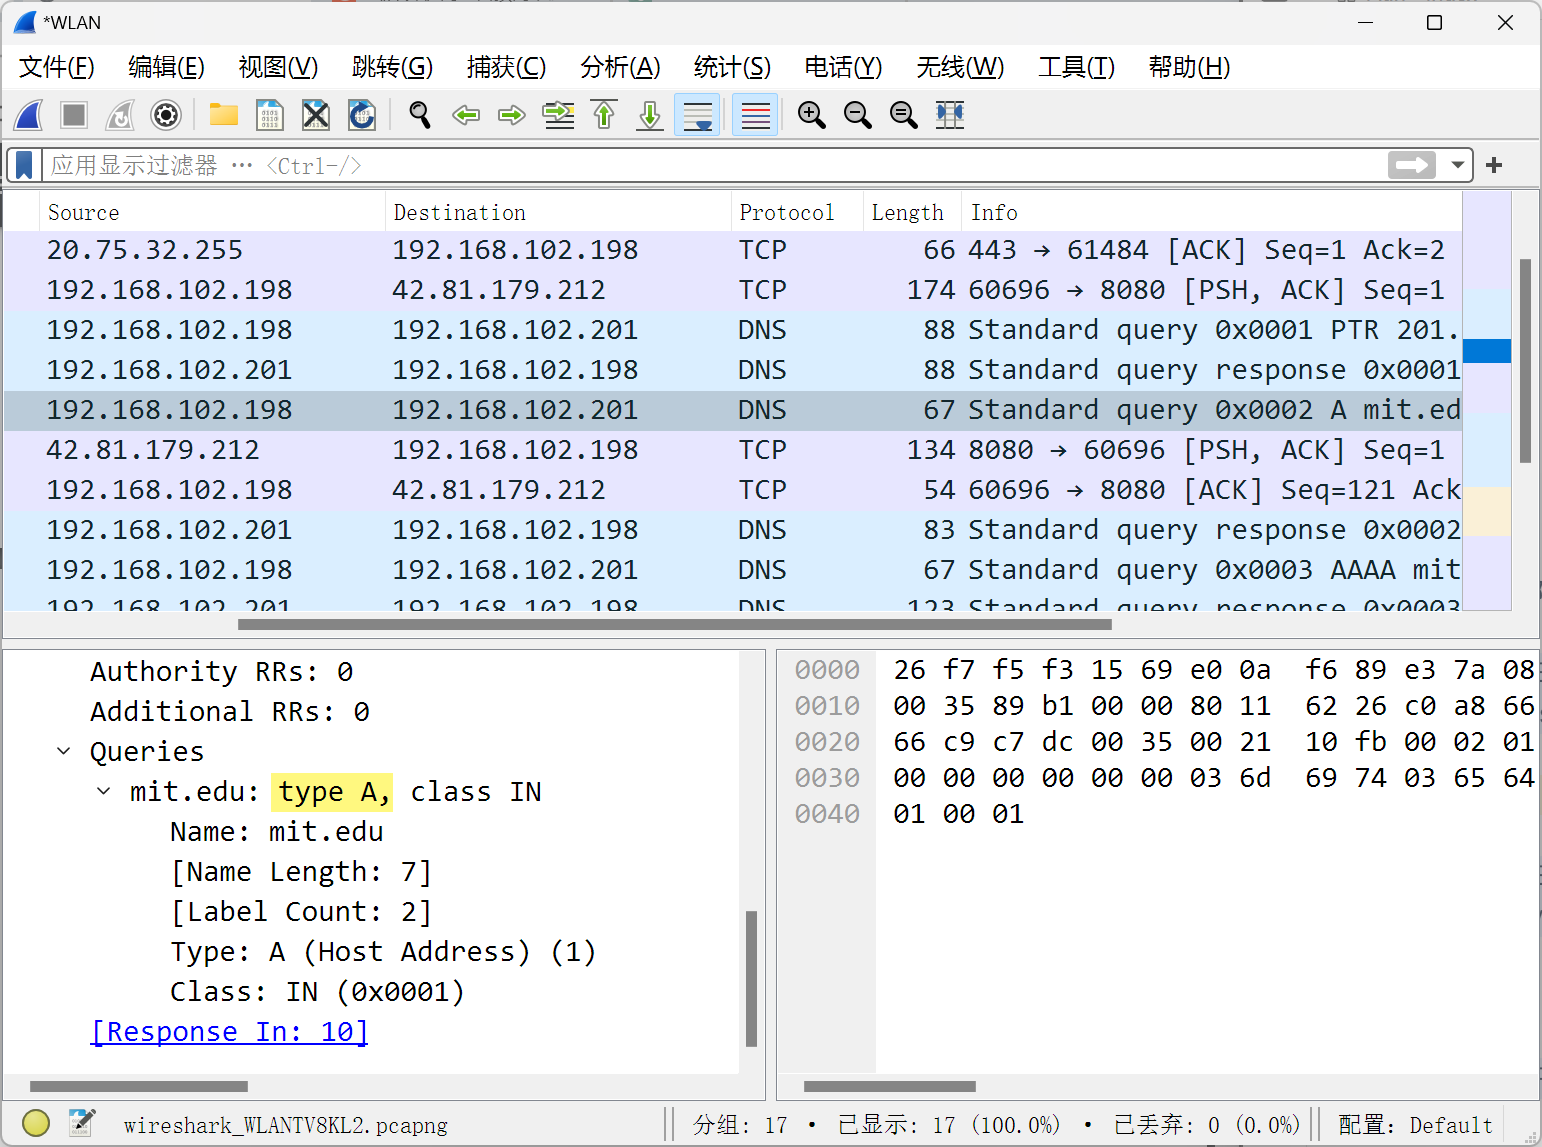 *WLAN
文件(F) 编辑(E) 视图(V) 跳转(G) 捕获(C) 分析(A) 统计(S) 电话(Y) 无线(W) 工具(T) 帮助(H)
应用显示过滤器 … <Ctrl-/>
Source Destination Protocol Length Info
20.75.32.255 192.168.102.198 TCP 66 443 → 61484 [ACK] Seq=1 Ack=2
192.168.102.198 42.81.179.212 TCP 174 60696 → 8080 [PSH, ACK] Seq=1
192.168.102.198 192.168.102.201 DNS 88 Standard query 0x0001 PTR 201.
192.168.102.201 192.168.102.198 DNS 88 Standard query response 0x0001
192.168.102.198 192.168.102.201 DNS 67 Standard query 0x0002 A mit.ed
42.81.179.212 192.168.102.198 TCP 134 8080 → 60696 [PSH, ACK] Seq=1
192.168.102.198 42.81.179.212 TCP 54 60696 → 8080 [ACK] Seq=121 Ack
192.168.102.201 192.168.102.198 DNS 83 Standard query response 0x0002
192.168.102.198 192.168.102.201 DNS 67 Standard query 0x0003 AAAA mit
192.168.102.201 192.168.102.198 DNS 123 Standard query response 0x0003
Authority RRs: 0
Additional RRs: 0
Queries
mit.edu: type A, class IN
Name: mit.edu
[Name Length: 7]
[Label Count: 2]
Type: A (Host Address) (1)
Class: IN (0x0001)
[Response In: 10]
0000 26 f7 f5 f3 15 69 e0 0a f6 89 e3 7a 08
0010 00 35 89 b1 00 00 80 11 62 26 c0 a8 66
0020 66 c9 c7 dc 00 35 00 21 10 fb 00 02 01
0030 00 00 00 00 00 00 03 6d 69 74 03 65 64
0040 01 00 01
wireshark_WLANTV8KL2.pcapng 分组: 17 · 已显示: 17 (100.0%) · 已丢弃: 0 (0.0%) 配置: Default